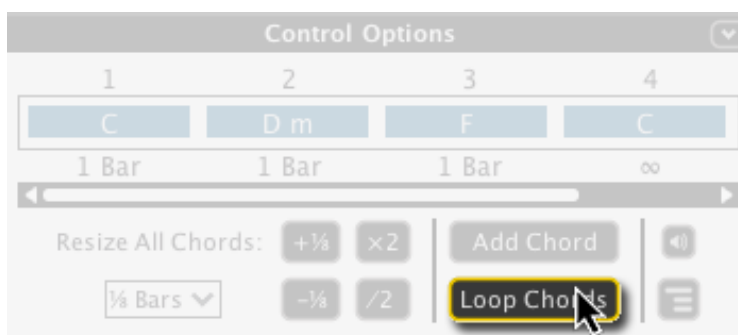 Control Options
1 2 3 4
C D m F C
1 Bar 1 Bar 1 Bar ∞
Resize All Chords: +⅛ ×2 Add Chord
⅛ Bars -⅛ /2 Loop Chords